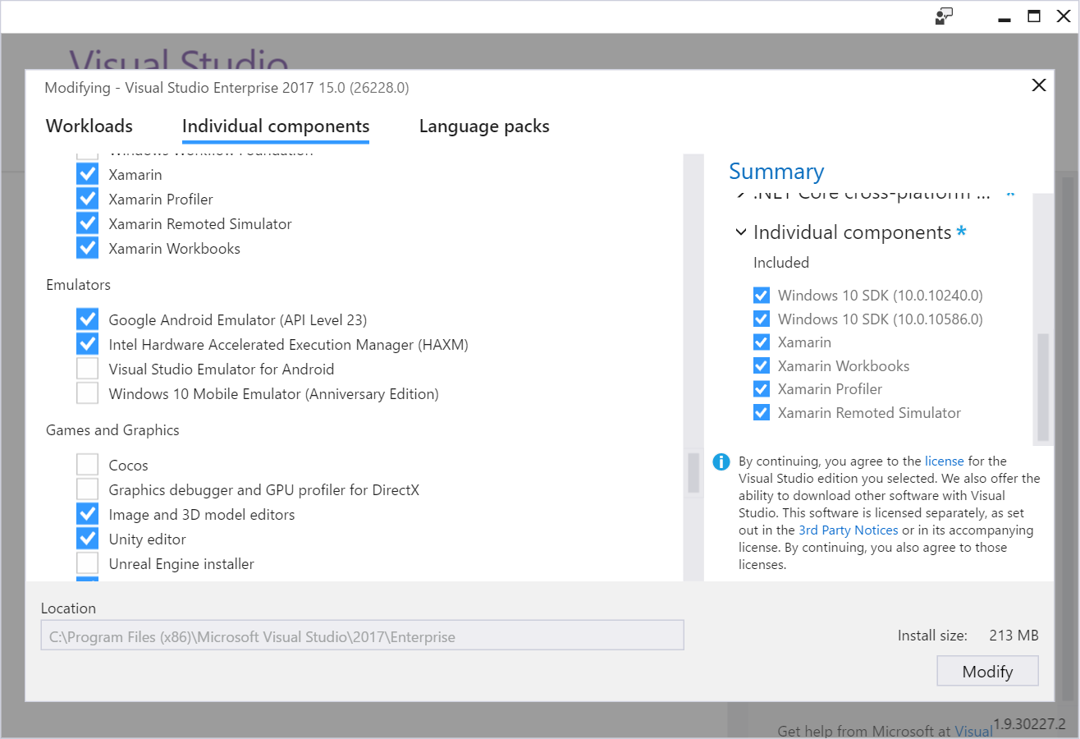 Visual Studio
Modifying - Visual Studio Enterprise 2017 15.0 (26228.0)
Workloads Individual components Language packs
Windows Workflow Foundation
Xamarin
Xamarin Profiler
Xamarin Remoted Simulator
Xamarin Workbooks
Emulators
Google Android Emulator (API Level 23)
Intel Hardware Accelerated Execution Manager (HAXM)
Visual Studio Emulator for Android
Windows 10 Mobile Emulator (Anniversary Edition)
Games and Graphics
Cocos
Graphics debugger and GPU profiler for DirectX
Image and 3D model editors
Unity editor
Unreal Engine installer
Summary
.NET Core cross-platform ... *
Individual components *
Included
Windows 10 SDK (10.0.10240.0)
Windows 10 SDK (10.0.10586.0)
Xamarin
Xamarin Workbooks
Xamarin Profiler
Xamarin Remoted Simulator
By continuing, you agree to the license for the
Visual Studio edition you selected. We also offer the
ability to download other software with Visual
Studio. This software is licensed separately, as set
out in the 3rd Party Notices or in its accompanying
license. By continuing, you also agree to those
licenses.
Location
C:\Program Files (x86)\Microsoft Visual Studio\2017\Enterprise
Install size: 213 MB
Modify
Get help from Microsoft at Visual
1.9.30227.2